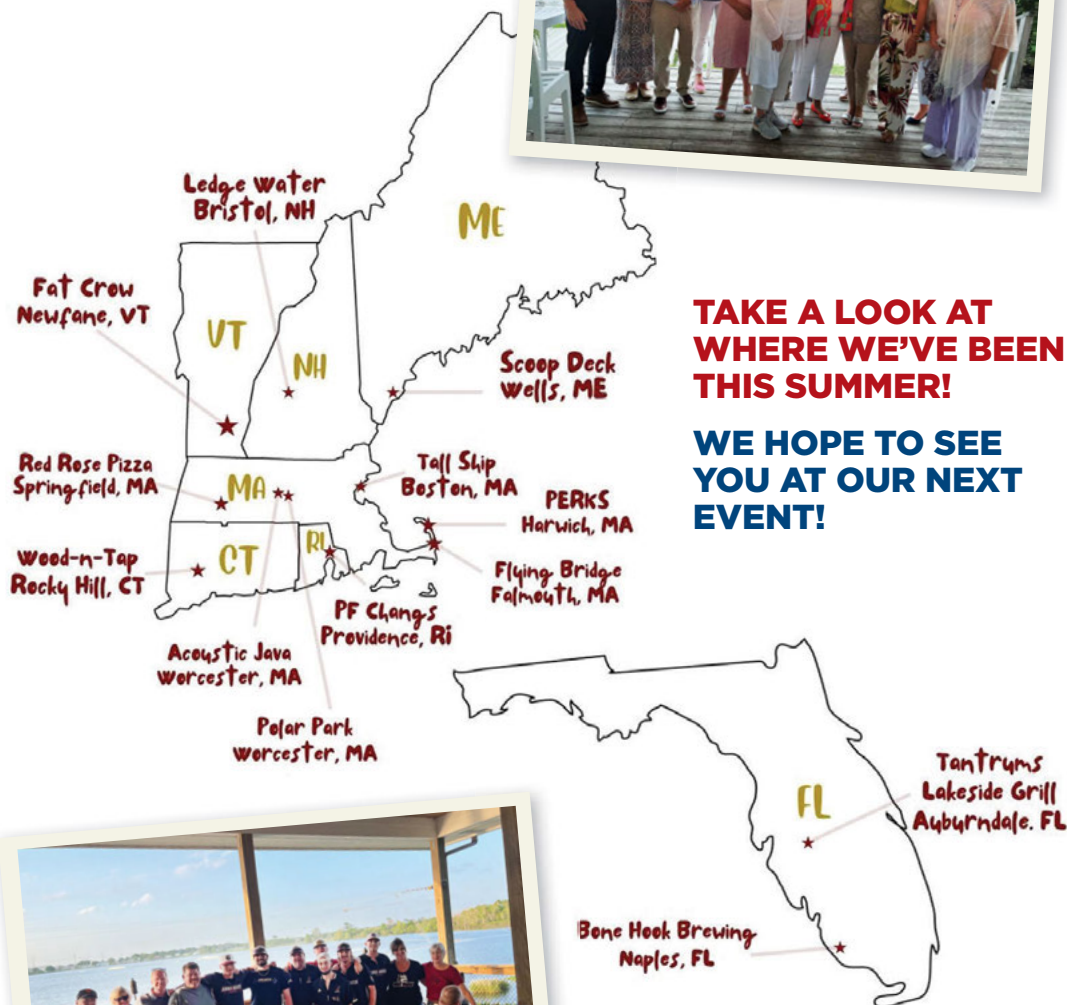 Ledge water
Bristol, NH
ME
Fat Crow
Newfane, VT
VT
NH
Scoop Deck
Wells, ME
TAKE A LOOK AT
WHERE WE'VE BEEN
THIS SUMMER!
WE HOPE TO SEE
YOU AT OUR NEXT
EVENT!
Red Rose Pizza
Springfield, MA
MA
Tall Ship
Boston, MA
PERKS
Harwich, MA
Wood-n-Tap
Rocky Hill, CT
CT
RI
Flying Bridge
Falmouth, MA
PF Changs
Providence, Ri
Acoustic Java
Worcester, MA
Polar Park
Worcester, MA
FL
Tantrums
Lakeside Grill
Auburndale. FL
Bone Hook Brewing
Naples, FL